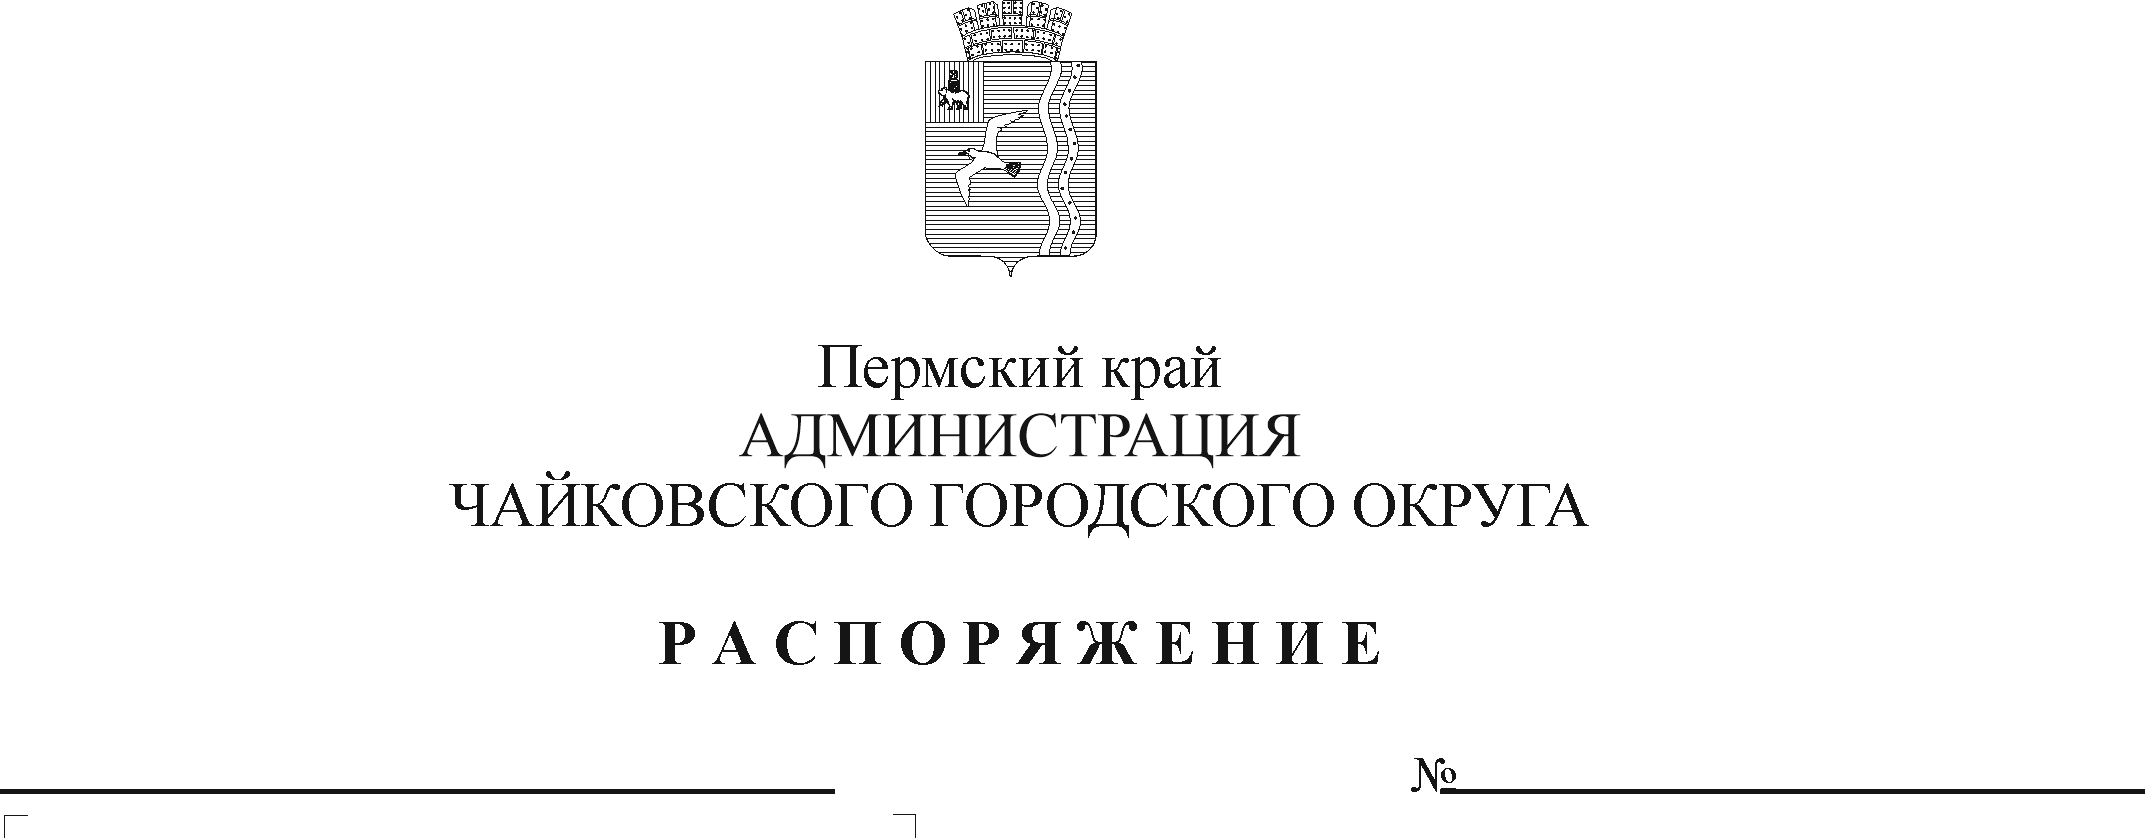 Пермский край
АДМИНИСТРАЦИЯ
ЧАЙКОВСКОГО ГОРОДСКОГО ОКРУГА
Р А С П О Р Я Ж Е Н И Е
№